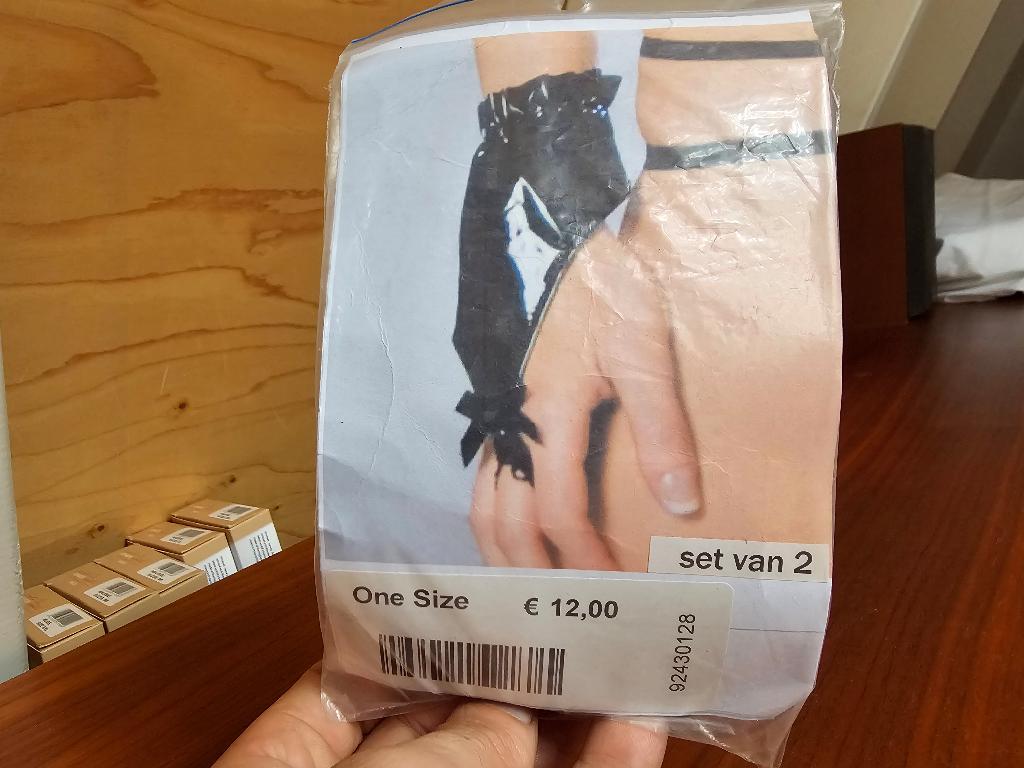 set van 2
One Size € 12,00
92430128